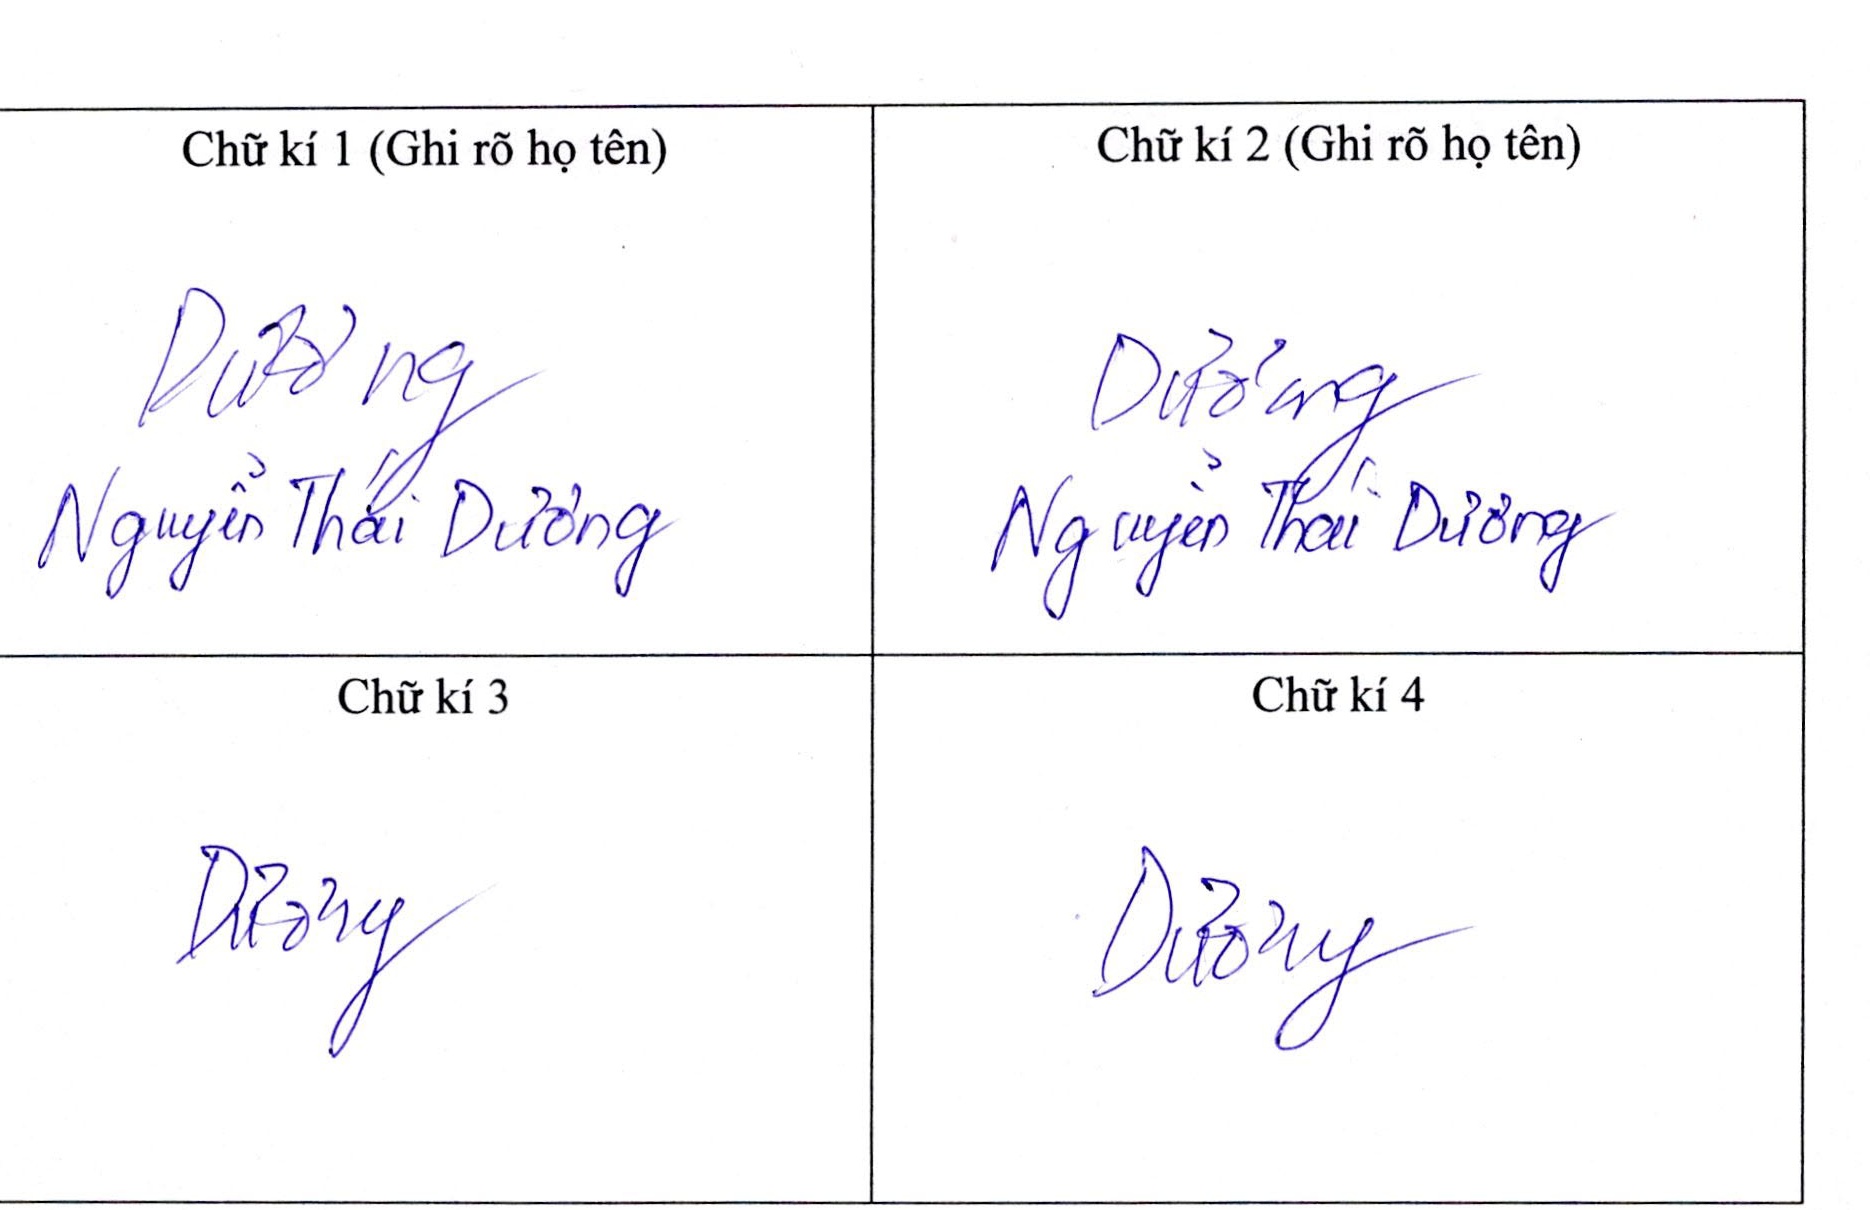 Chữ kí 1 (Ghi rõ họ tên)
Dương
Nguyễn Thái Dương
Chữ kí 2 (Ghi rõ họ tên)
Dương
Nguyễn Thái Dương
Chữ kí 3
Dương
Chữ kí 4
Dương